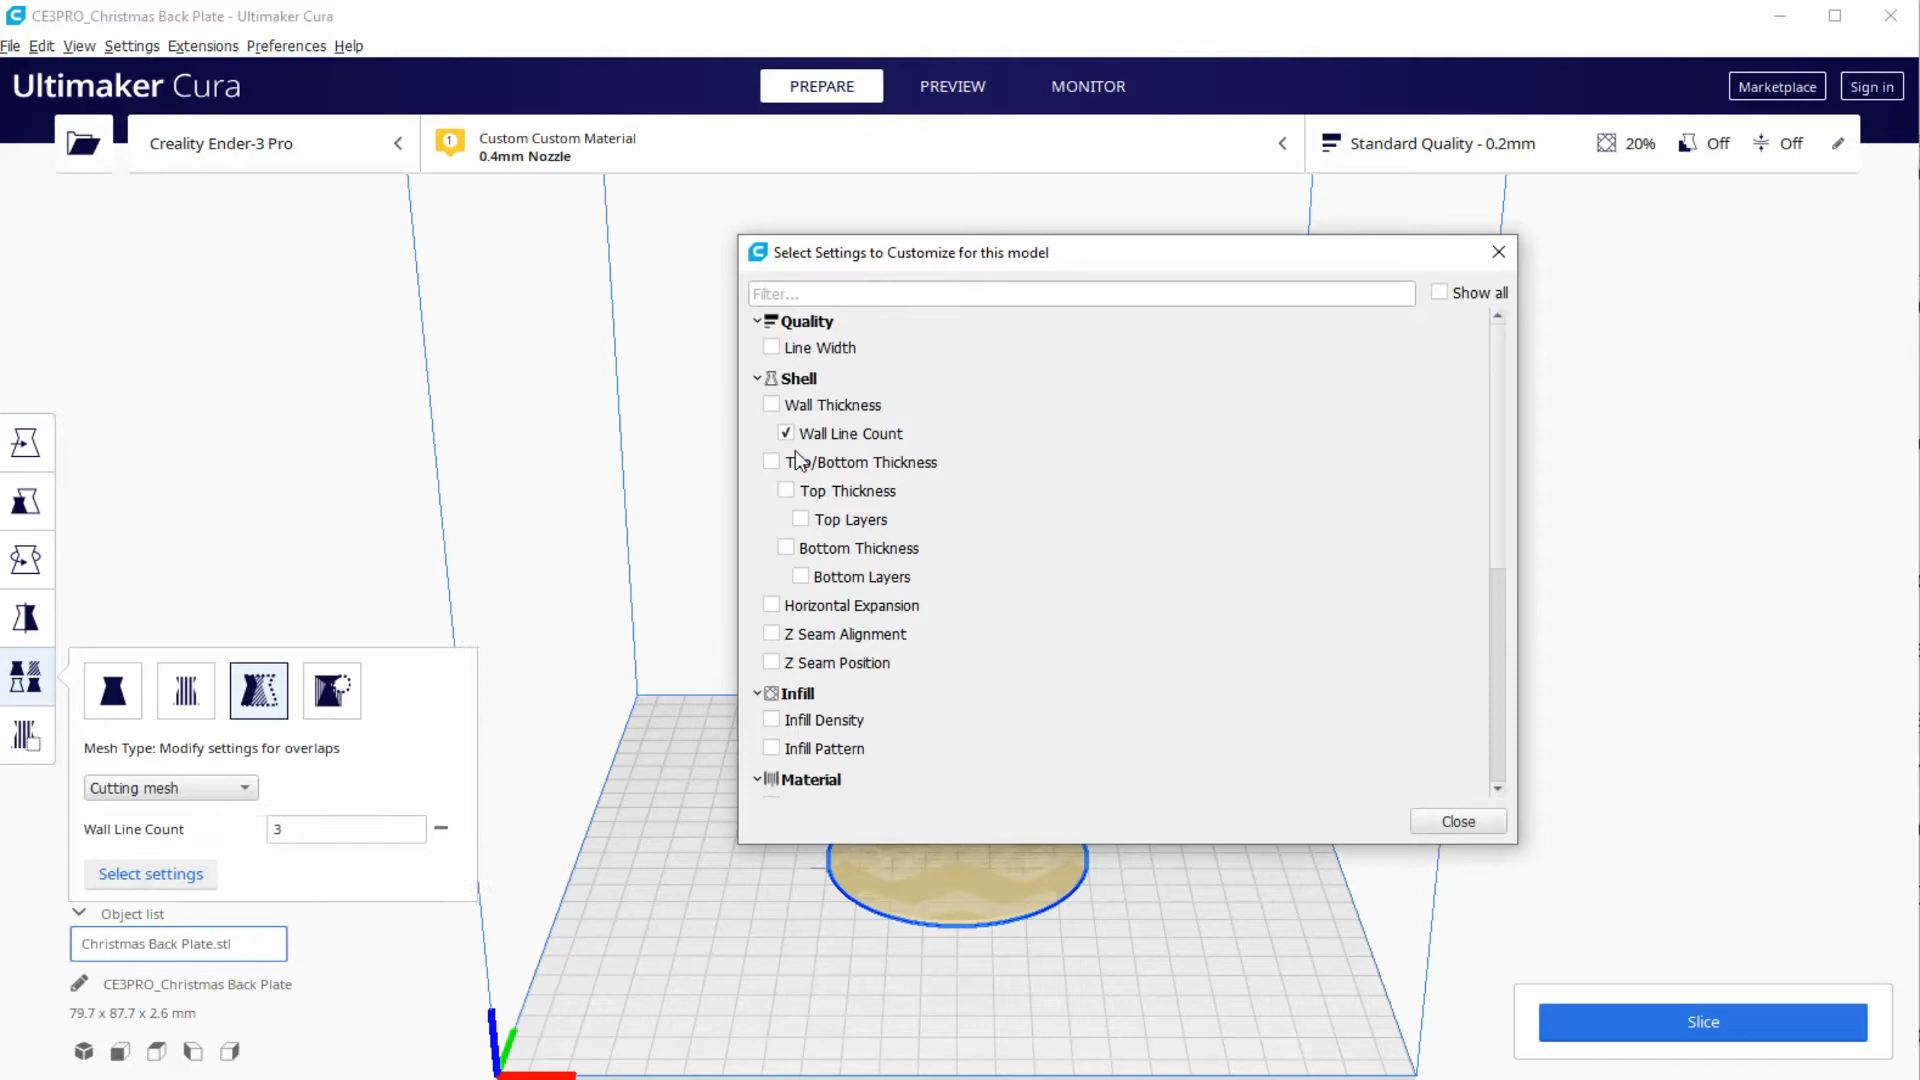 CE3PRO_Christmas Back Plate - Ultimaker Cura
File Edit View Settings Extensions Preferences Help
Ultimaker Cura
PREPARE
PREVIEW
MONITOR
Marketplace
Sign in
Creality Ender-3 Pro
1
Custom Custom Material
0.4mm Nozzle
Standard Quality - 0.2mm
20%
Off
Off
Select Settings to Customize for this model
Filter...
Show all
Quality
Line Width
Shell
Wall Thickness
Wall Line Count
Top/Bottom Thickness
Top Thickness
Top Layers
Bottom Thickness
Bottom Layers
Horizontal Expansion
Z Seam Alignment
Z Seam Position
Infill
Infill Density
Infill Pattern
Material
Close
Mesh Type: Modify settings for overlaps
Cutting mesh
Wall Line Count
3
Select settings
Object list
Christmas Back Plate.stl
CE3PRO_Christmas Back Plate
79.7 x 87.7 x 2.6 mm
Slice